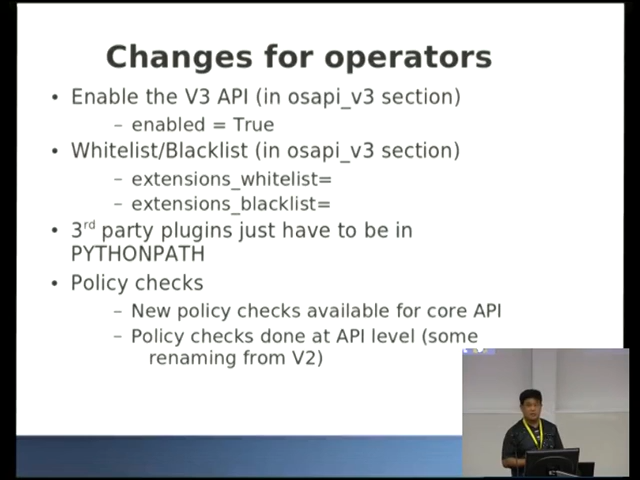 Changes for operators
• Enable the V3 API (in osapi_v3 section)
– enabled = True
• Whitelist/Blacklist (in osapi_v3 section)
– extensions_whitelist=
– extensions_blacklist=
• 3rd party plugins just have to be in
PYTHONPATH
• Policy checks
– New policy checks available for core API
– Policy checks done at API level (some
renaming from V2)